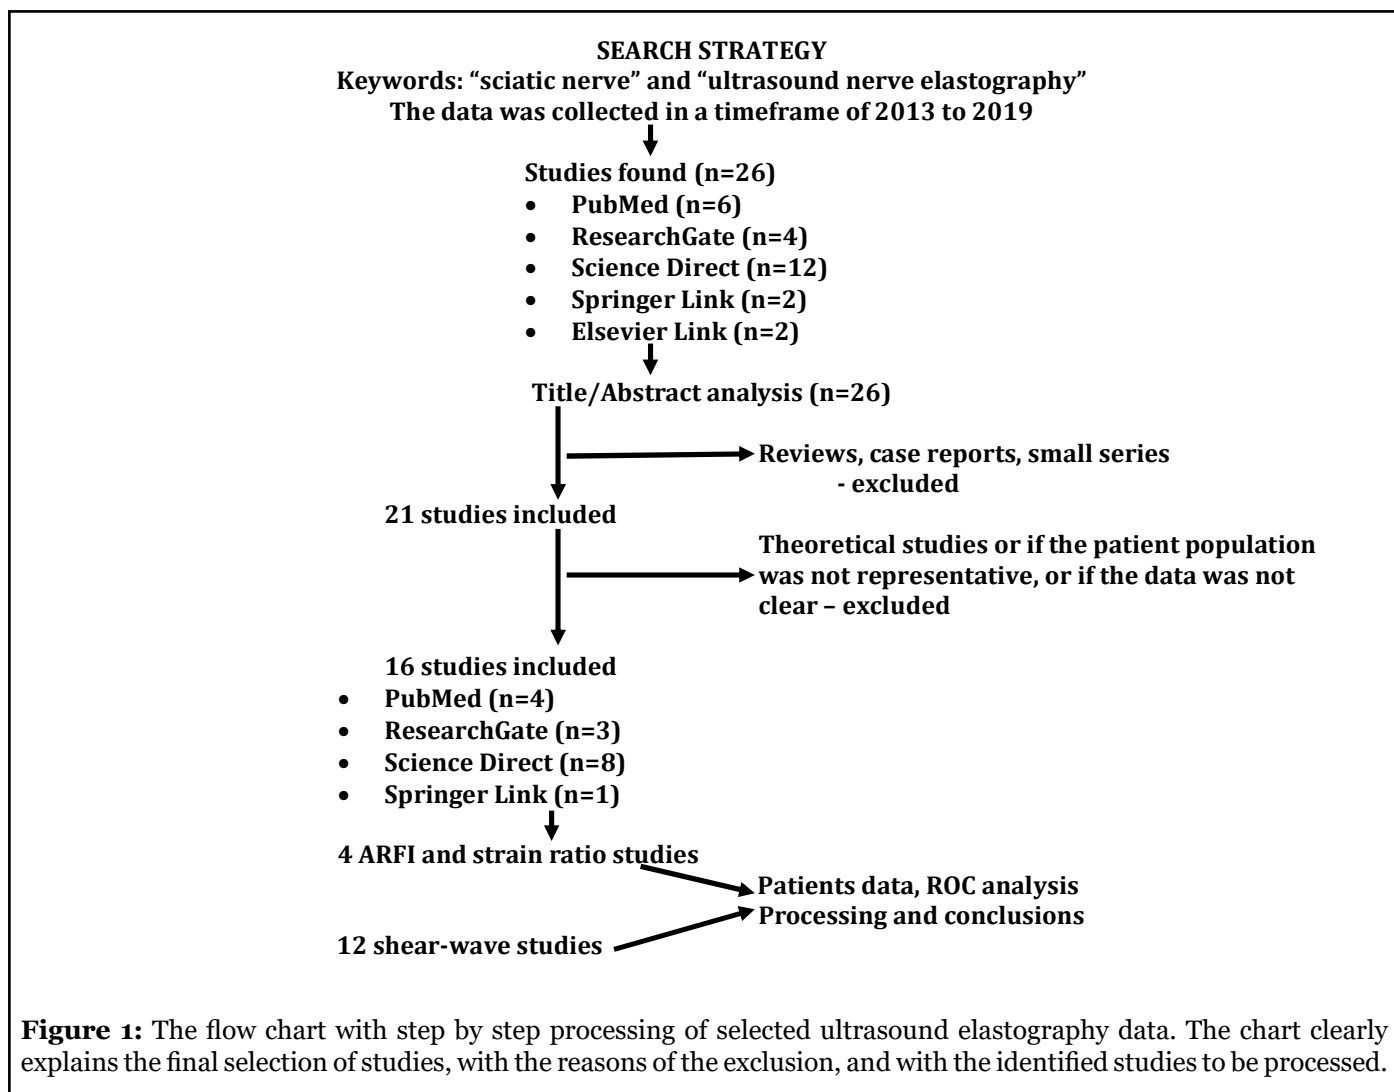 SEARCH STRATEGY
Keywords: “sciatic nerve” and “ultrasound nerve elastography”
The data was collected in a timeframe of 2013 to 2019
Studies found (n=26)
• PubMed (n=6)
• ResearchGate (n=4)
• Science Direct (n=12)
• Springer Link (n=2)
• Elsevier Link (n=2)
Title/Abstract analysis (n=26)
Reviews, case reports, small series
- excluded
21 studies included
Theoretical studies or if the patient population
was not representative, or if the data was not
clear – excluded
16 studies included
• PubMed (n=4)
• ResearchGate (n=3)
• Science Direct (n=8)
• Springer Link (n=1)
4 ARFI and strain ratio studies
Patients data, ROC analysis
Processing and conclusions
12 shear-wave studies
Figure 1: The flow chart with step by step processing of selected ultrasound elastography data. The chart clearly
explains the final selection of studies, with the reasons of the exclusion, and with the identified studies to be processed.